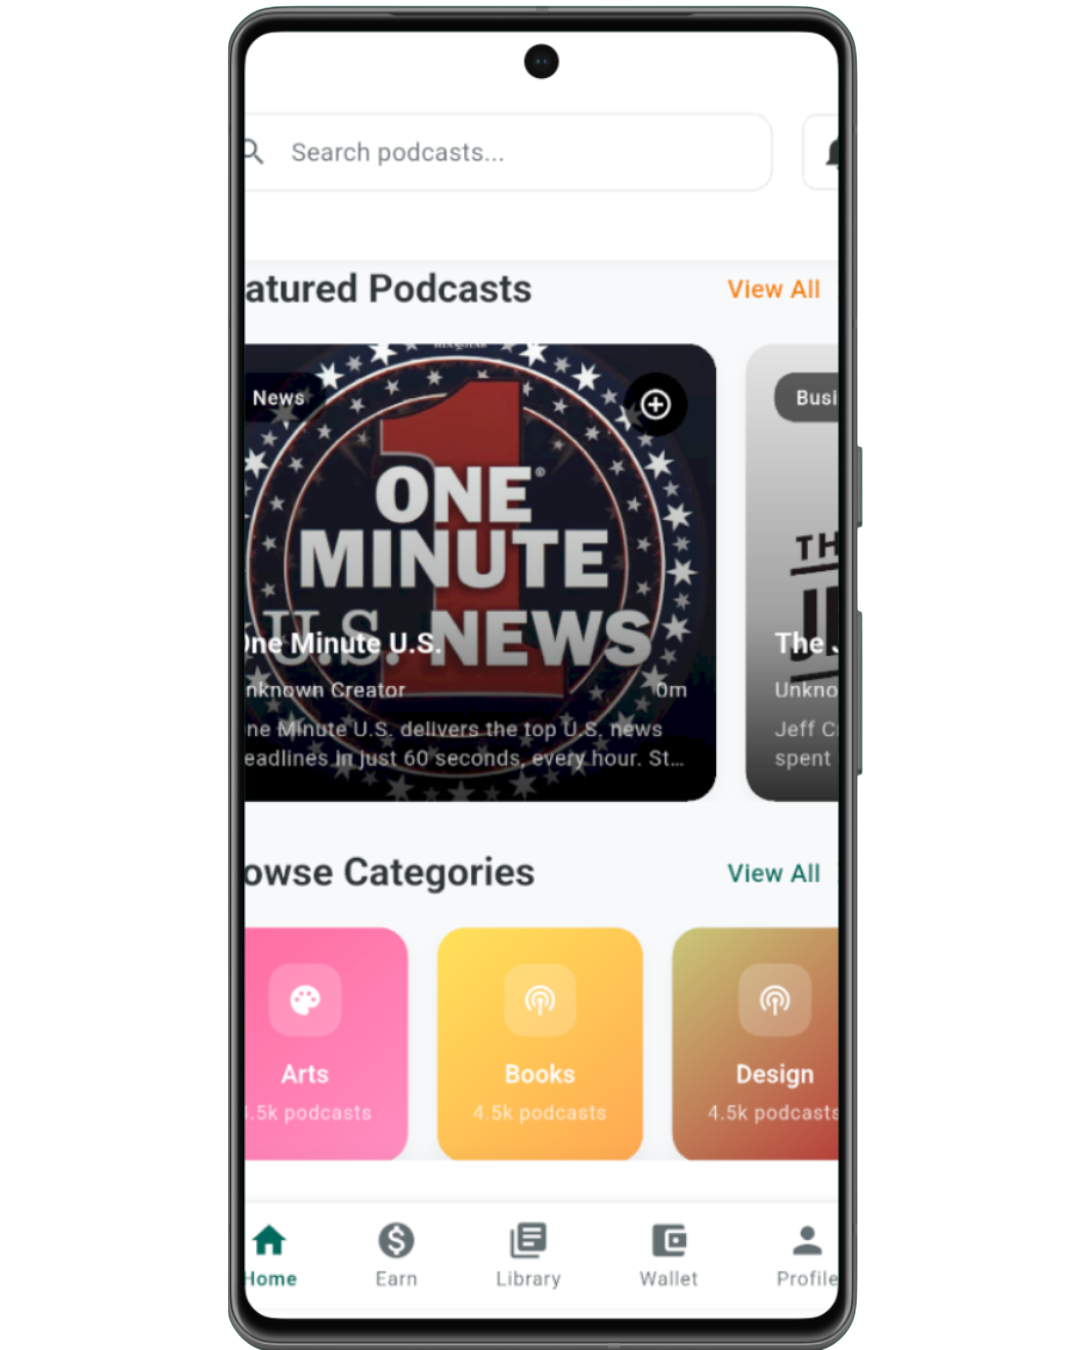 Search podcasts...
atured Podcasts
View All
News
Busi
ONE
MINUTE
U.S. NEWS
TH
One Minute U.S.
The J
nknown Creator
0m
Unkno
ne Minute U.S. delivers the top U.S. news
eadlines in just 60 seconds, every hour. St...
Jeff C
spent
owse Categories
View All
Arts
Books
Design
.5k podcasts
4.5k podcasts
4.5k podcasts
Home
Earn
Library
Wallet
Profile